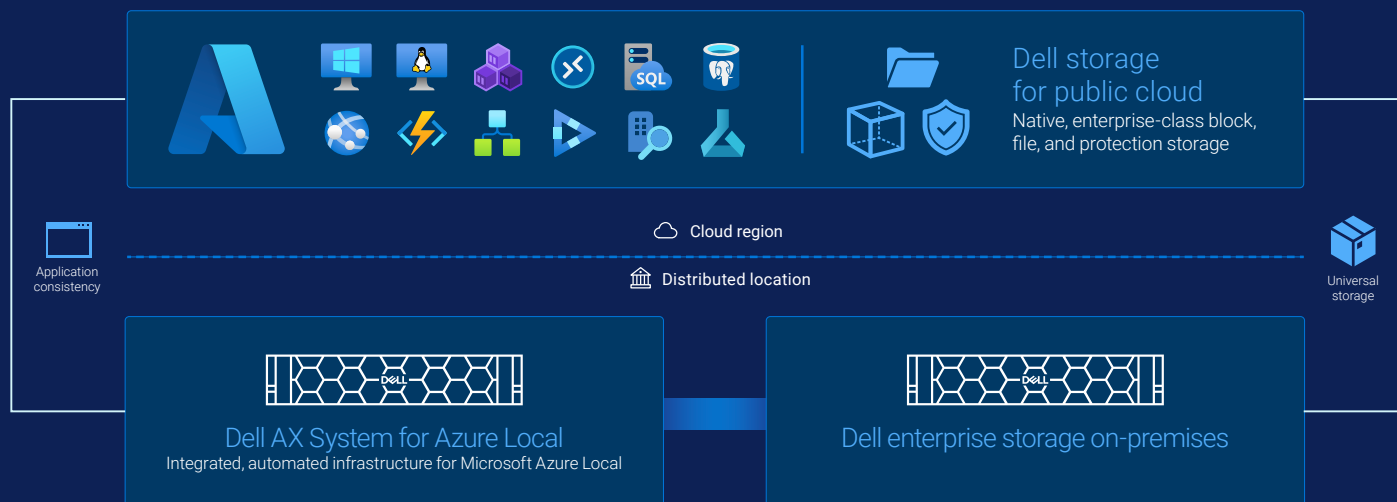 SQL
Dell storage
for public cloud
Native, enterprise-class block,
file, and protection storage
Cloud region
Application
consistency
Distributed location
Universal
storage
DELL
Dell AX System for Azure Local
Integrated, automated infrastructure for Microsoft Azure Local
DELL
Dell enterprise storage on-premises